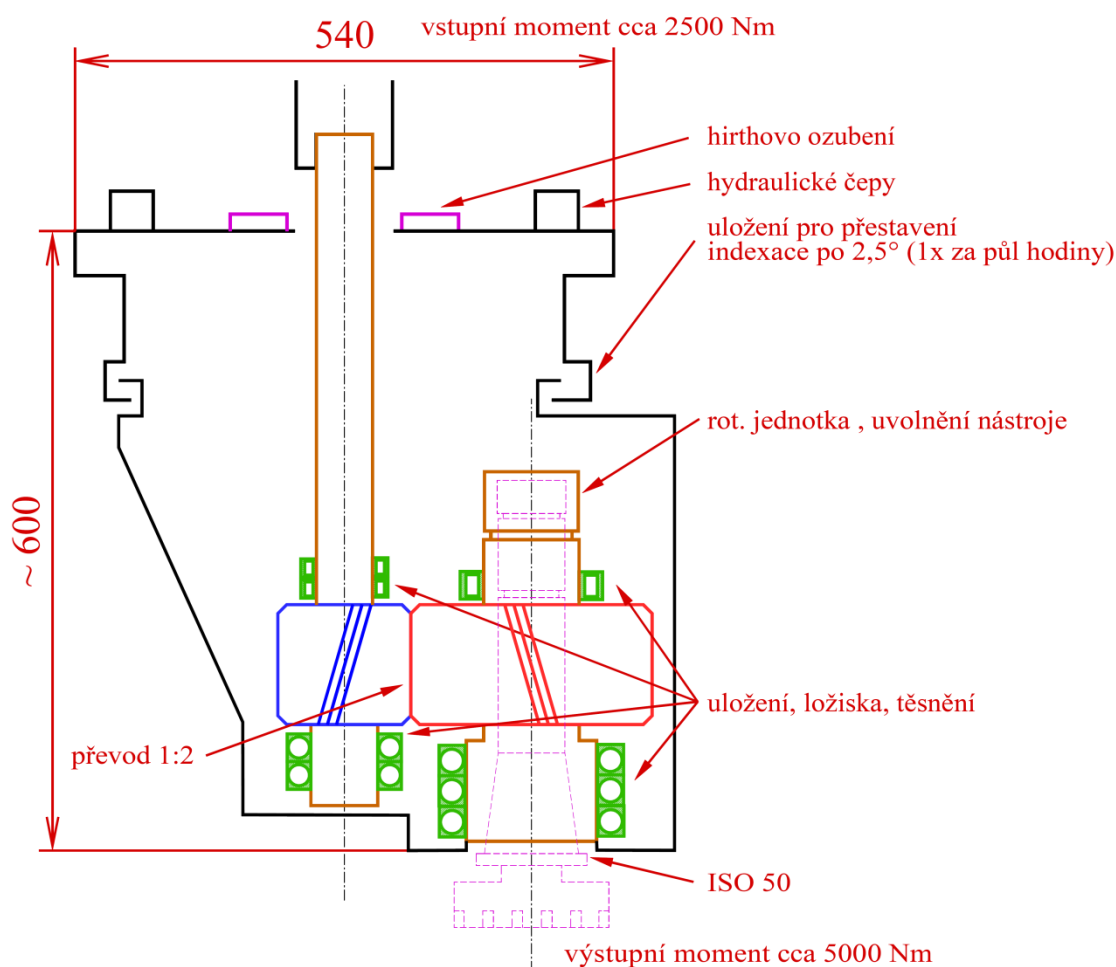 540
vstupní moment cca 2500 Nm
hirthovo ozubení
hydraulické čepy
uložení pro přestavení
indexace po 2,5° (1x za půl hodiny)
rot. jednotka , uvolnění nástroje
~ 600
uložení, ložiska, těsnění
převod 1:2
ISO 50
výstupní moment cca 5000 Nm